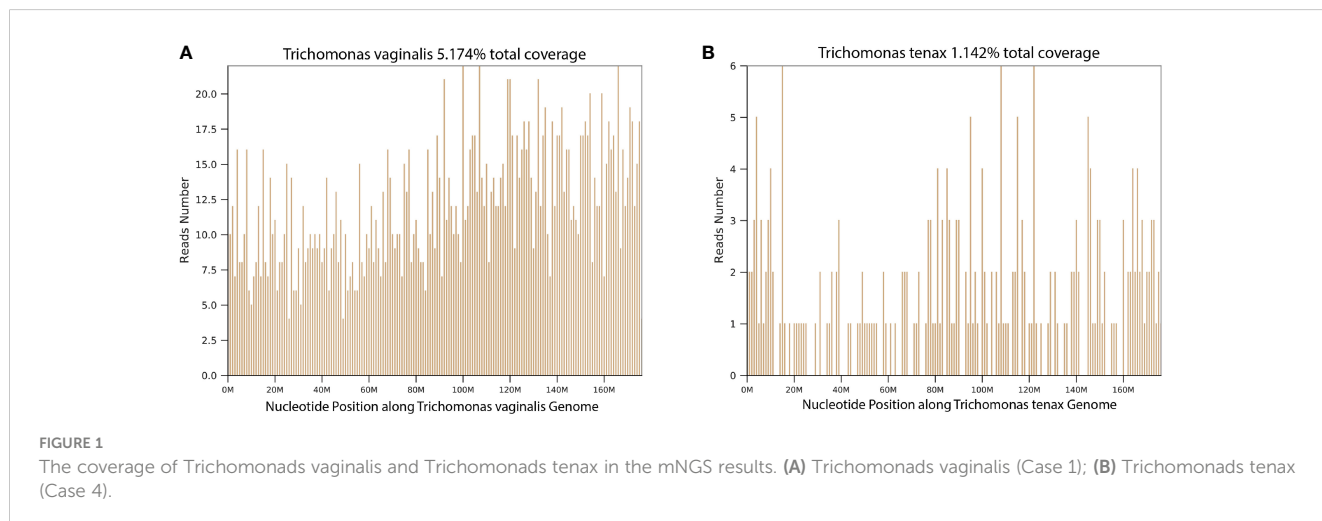 A
Trichomonas vaginalis 5.174% total coverage
Reads Number
20.0
17.5
15.0
12.5
10.0
7.5
5.0
2.5
0.0
0M 20M 40M 60M 80M 100M 120M 140M 160M
Nucleotide Position along Trichomonas vaginalis Genome
B
Trichomonas tenax 1.142% total coverage
Reads Number
6
5
4
3
2
1
0
0M 20M 40M 60M 80M 100M 120M 140M 160M
Nucleotide Position along Trichomonas tenax Genome
FIGURE 1
The coverage of Trichomonads vaginalis and Trichomonads tenax in the mNGS results. (A) Trichomonads vaginalis (Case 1); (B) Trichomonads tenax
(Case 4).